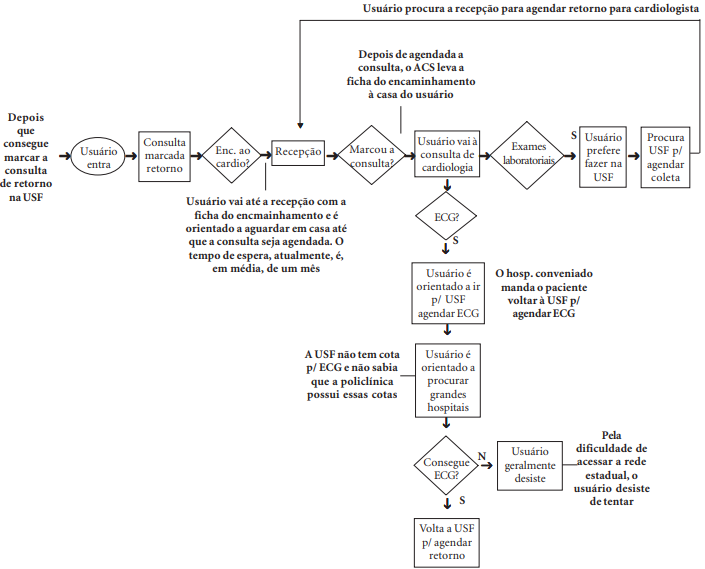 Usuário procura a recepção para agendar retorno para cardiologista
Depois de agendada a
consulta, o ACS leva a
ficha do encaminhamento
à casa do usuário
Depois
que
consegue
marcar a
consulta
de retorno
na USF
Usuário
entra
Consulta
marcada
retorno
Enc. ao
cardio?
Recepção
Marcou a
consulta?
Usuário vai à
consulta de
cardiologia
Exames
laboratoriais
S
Usuário
prefere
fazer na
USF
Procura
USF p/
agendar
coleta
Usuário vai até a recepção com a
ficha do encmainhamento e é
orientado a aguardar em casa até
que a consulta seja agendada. O
tempo de espera, atualmente, é,
em média, de um mês
ECG?
S
Usuário é
orientado a ir
p/ USF
agendar ECG
O hosp. conveniado
manda o paciente
voltar à USF p/
agendar ECG
A USF não tem cota
p/ ECG e não sabia
que a policlínica
possui essas cotas
Usuário é
orientado a
procurar
grandes
hospitais
Consegue
ECG?
N
Usuário
geralmente
desiste
Pela
dificuldade de
acessar a rede
estadual, o
usuário desiste
de tentar
S
Volta a USF
p/ agendar
retorno